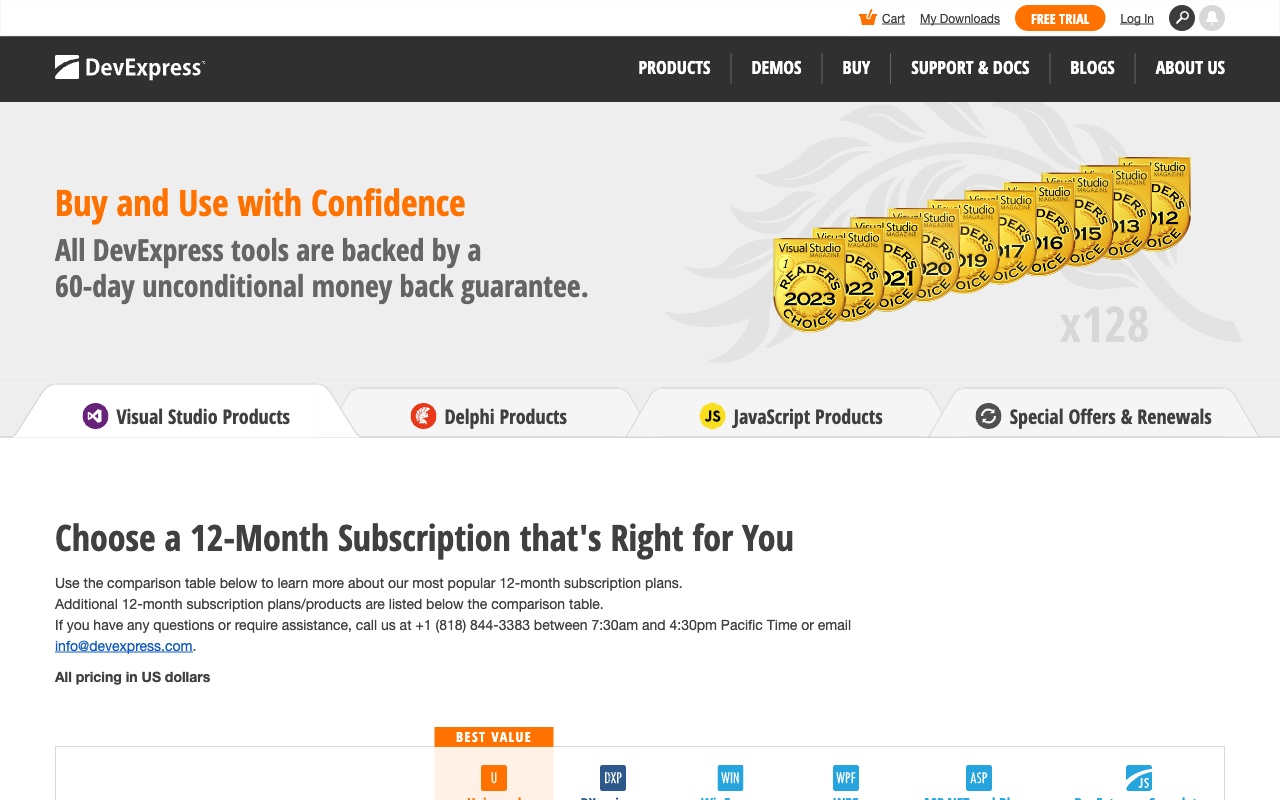 Cart
My Downloads
FREE TRIAL
Log In
DevExpress
PRODUCTS
DEMOS
BUY
SUPPORT & DOCS
BLOGS
ABOUT US
Buy and Use with Confidence
All DevExpress tools are backed by a
60-day unconditional money back guarantee.
Visual Studio
MAGAZINE
1
READER'S
2023
CHOICE
x128
Visual Studio Products
Delphi Products
JS JavaScript Products
Special Offers & Renewals
Choose a 12-Month Subscription that's Right for You
Use the comparison table below to learn more about our most popular 12-month subscription plans.
Additional 12-month subscription plans/products are listed below the comparison table.
If you have any questions or require assistance, call us at +1 (818) 844-3383 between 7:30am and 4:30pm Pacific Time or email
info@devexpress.com.
All pricing in US dollars
BEST VALUE
U
DXP
WIN
WPF
ASP
JS